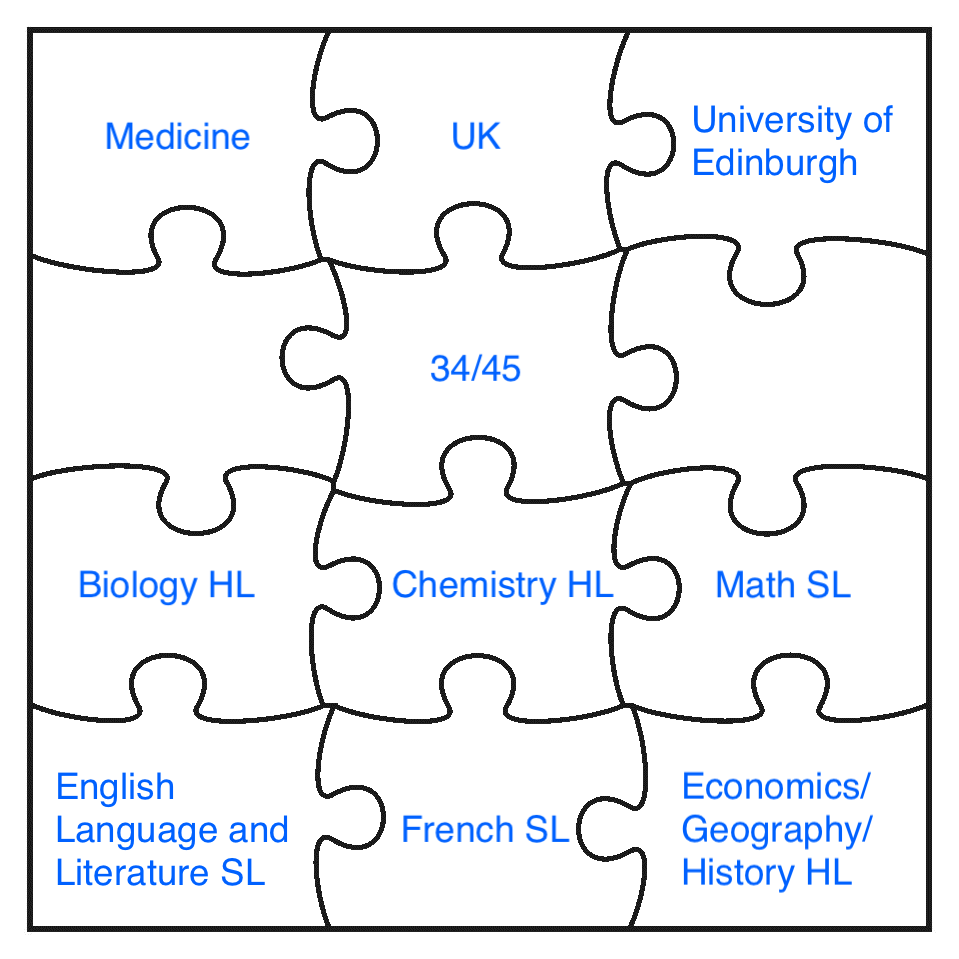 Medicine
UK
University of
Edinburgh
34/45
Biology HL
Chemistry HL
Math SL
English
Language and
Literature SL
French SL
Economics/
Geography/
History HL